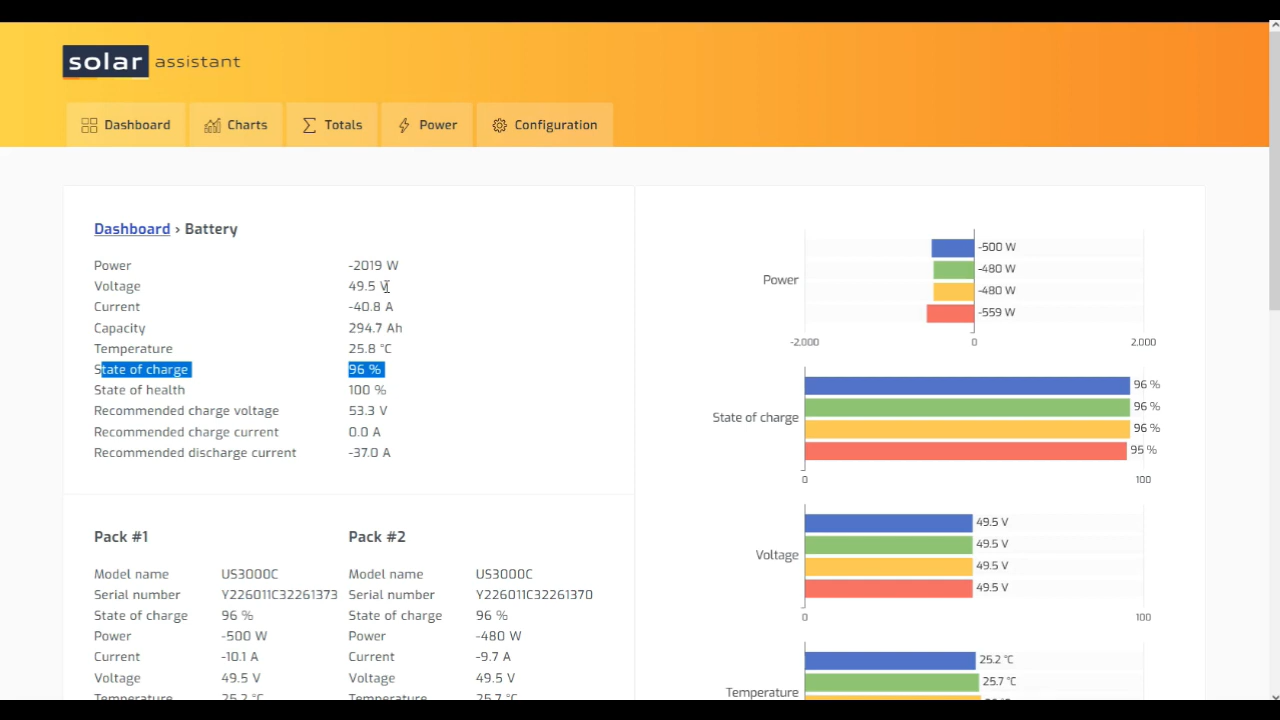 solar assistant
Dashboard Charts Totals Power Configuration
Dashboard › Battery
Power -2019 W
Voltage 49.5 V
Current -40.8 A
Capacity 294.7 Ah
Temperature 25.8 °C
State of charge 96 %
State of health 100 %
Recommended charge voltage 53.3 V
Recommended charge current 0.0 A
Recommended discharge current -37.0 A
Pack #1 Pack #2
Model name US3000C Model name US3000C
Serial number Y226011C32261373 Serial number Y226011C32261370
State of charge 96 % State of charge 96 %
Power -500 W Power -480 W
Current -10.1 A Current -9.7 A
Voltage 49.5 V Voltage 49.5 V
Temperature 25.2 °C Temperature 25.7 °C
Power
-500 W
-480 W
-480 W
-559 W
-2,000 0 2,000
State of charge
96 %
96 %
96 %
95 %
0 100
Voltage
49.5 V
49.5 V
49.5 V
49.5 V
0 100
Temperature
25.2 °C
25.7 °C